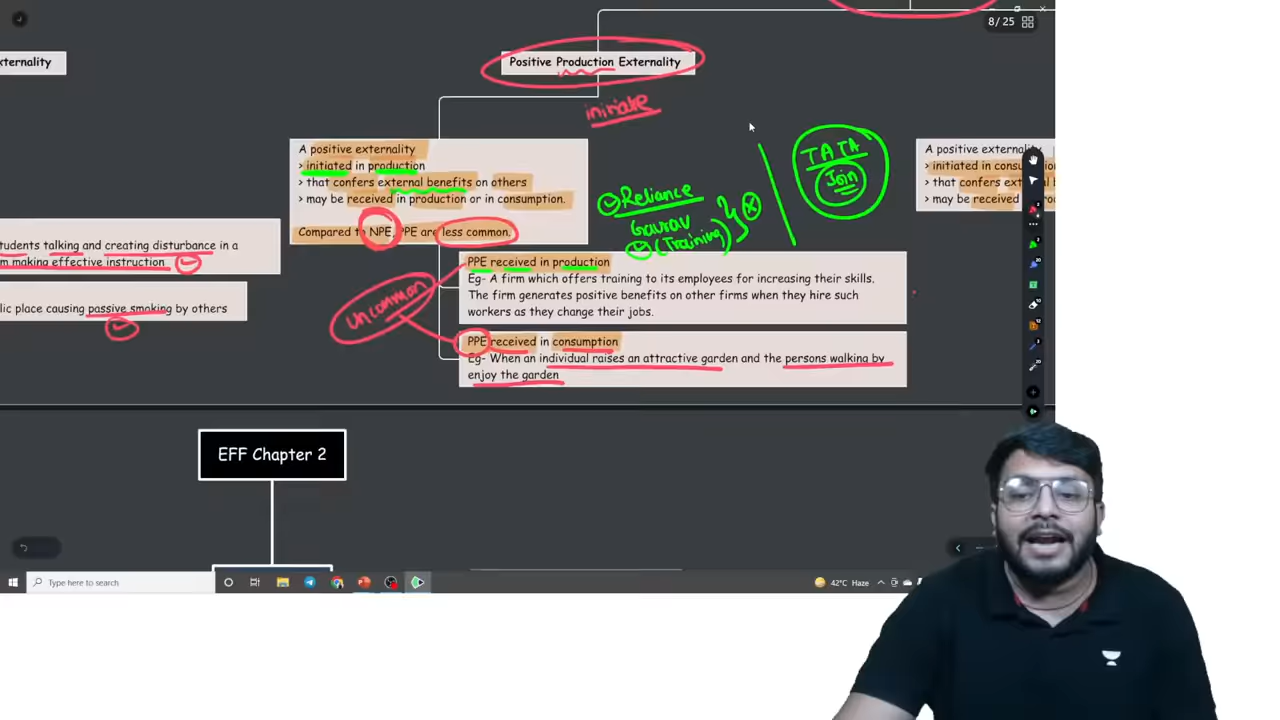 8/25
xternality
Positive Production Externality
initiate
A positive externality
> initiated in production
> that confers external benefits on others
> may be received in production or in consumption.
Compared to NPE, PPE are less common.
Reliance
Gaurav
(Training)
TATA
Join
A positive externality
> initiated in consu
> that confers ext
> may be received
tudents talking and creating disturbance in a
m making effective instruction
lic place causing passive smoking by others
uncommon
PPE received in production
Eg- A firm which offers training to its employees for increasing their skills.
The firm generates positive benefits on other firms when they hire such
workers as they change their jobs.
PPE received in consumption
Eg- When an individual raises an attractive garden and the persons walking by
enjoy the garden
EFF Chapter 2
Type here to search
42°C Haze